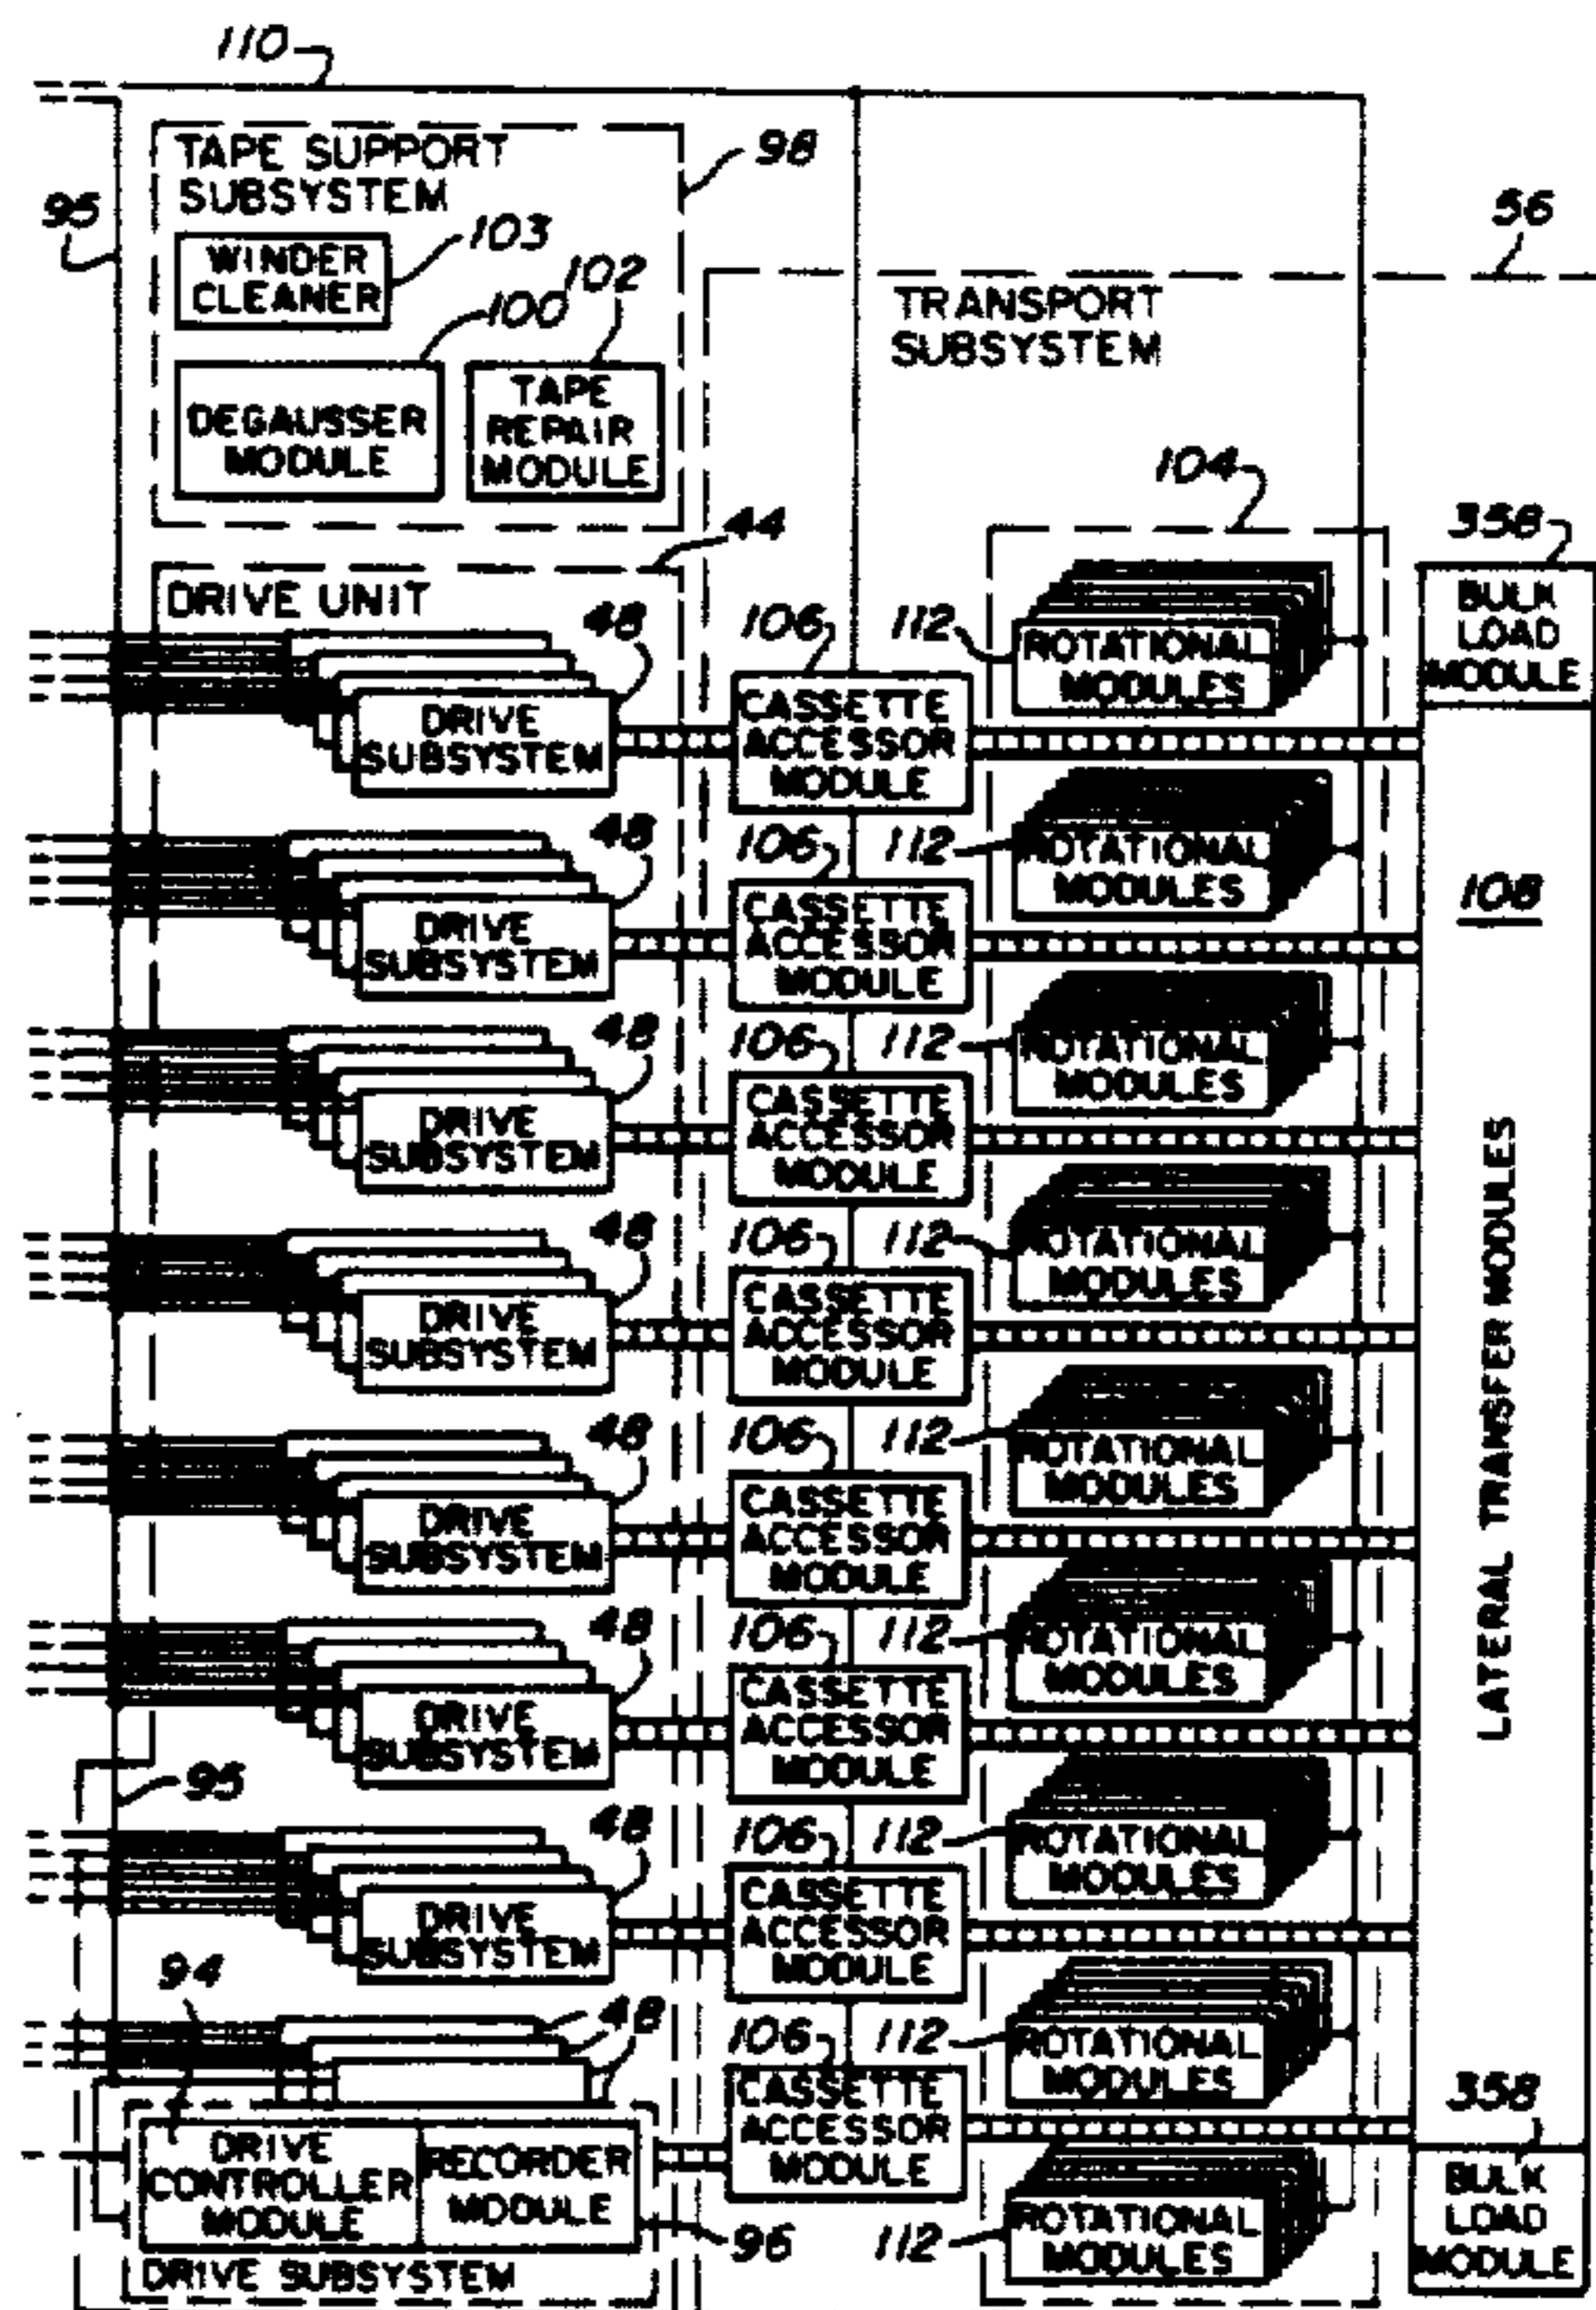 110
TAPE SUPPORT
SUBSYSTEM
98
95
103
WINDER
CLEANER
56
100
102
TRANSPORT
SUBSYSTEM
DEGAUSSER
MODULE
TAPE
REPAIR
MODULE
104
44
358
DRIVE UNIT
BULK
LOAD
MODULE
48
106
112
ROTATIONAL
MODULES
DRIVE
SUBSYSTEM
CASSETTE
ACCESSOR
MODULE
48
106
112
ROTATIONAL
MODULES
108
DRIVE
SUBSYSTEM
CASSETTE
ACCESSOR
MODULE
48
106
112
ROTATIONAL
MODULES
DRIVE
SUBSYSTEM
CASSETTE
ACCESSOR
MODULE
LATERAL TRANSFER MODULES
48
106
112
ROTATIONAL
MODULES
DRIVE
SUBSYSTEM
CASSETTE
ACCESSOR
MODULE
48
106
112
ROTATIONAL
MODULES
DRIVE
SUBSYSTEM
CASSETTE
ACCESSOR
MODULE
48
106
112
ROTATIONAL
MODULES
DRIVE
SUBSYSTEM
CASSETTE
ACCESSOR
MODULE
95
48
106
112
ROTATIONAL
MODULES
DRIVE
SUBSYSTEM
CASSETTE
ACCESSOR
MODULE
94
48
106
112
ROTATIONAL
MODULES
CASSETTE
ACCESSOR
MODULE
358
DRIVE
CONTROLLER
MODULE
RECORDER
MODULE
96
112
ROTATIONAL
MODULES
BULK
LOAD
MODULE
DRIVE SUBSYSTEM